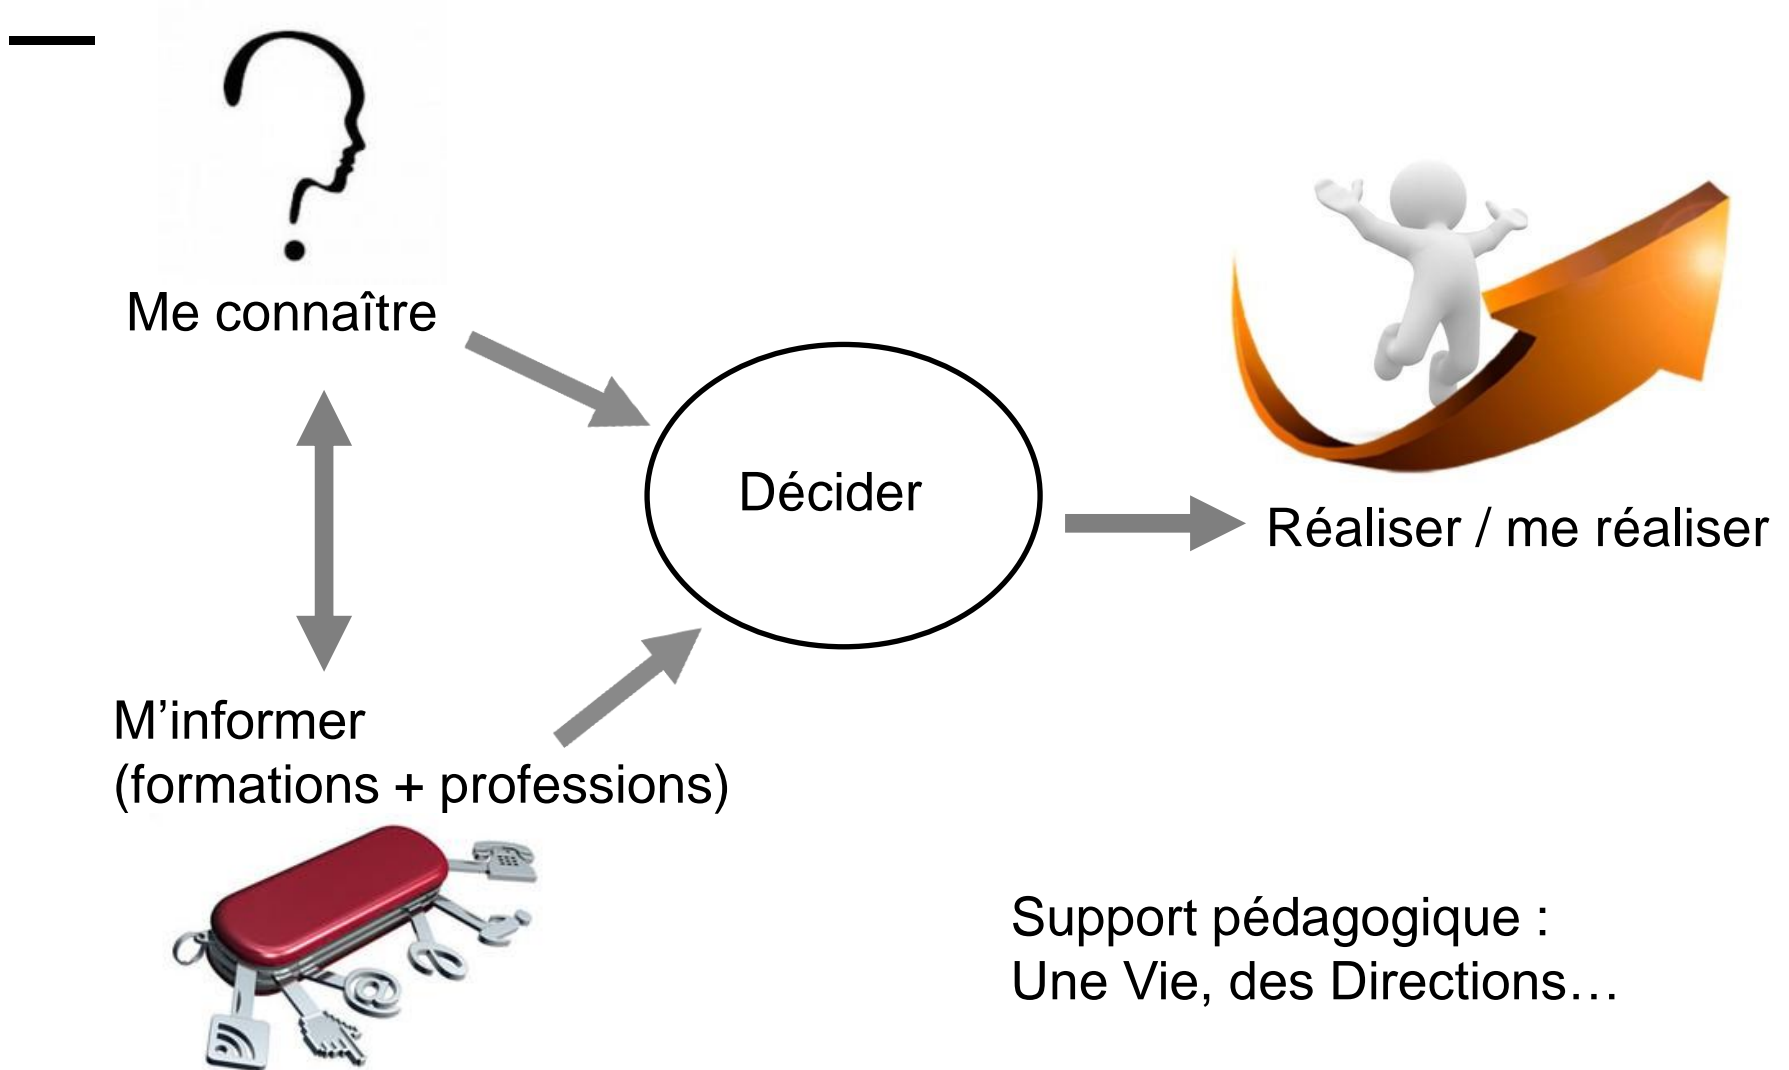 Me connaître
Décider
Réaliser / me réaliser
M’informer
(formations + professions)
@
Support pédagogique :
Une Vie, des Directions…